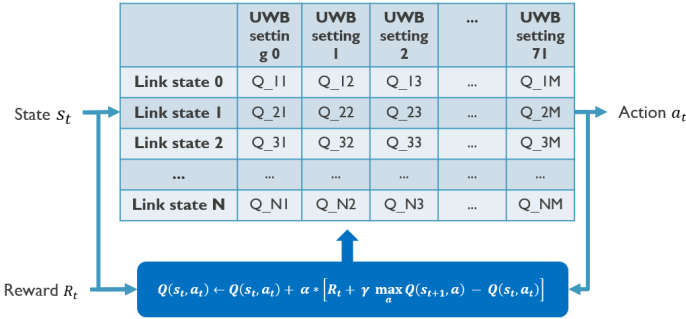 UWB settin g 0 UWB setting 1 UWB setting 2 ... UWB setting 71
Link state 0 Q_11 Q_12 Q_13 ... Q_1M
State s_t Link state 1 Q_21 Q_22 Q_23 ... Q_2M Action a_t
Link state 2 Q_31 Q_32 Q_33 ... Q_3M
... ... ... ... ... ...
Link state N Q_N1 Q_N2 Q_N3 ... Q_NM
Reward R_t Q(s_t, a_t) ← Q(s_t, a_t) + α * [R_t + γ max_a Q(s_{t+1}, a) − Q(s_t, a_t)]